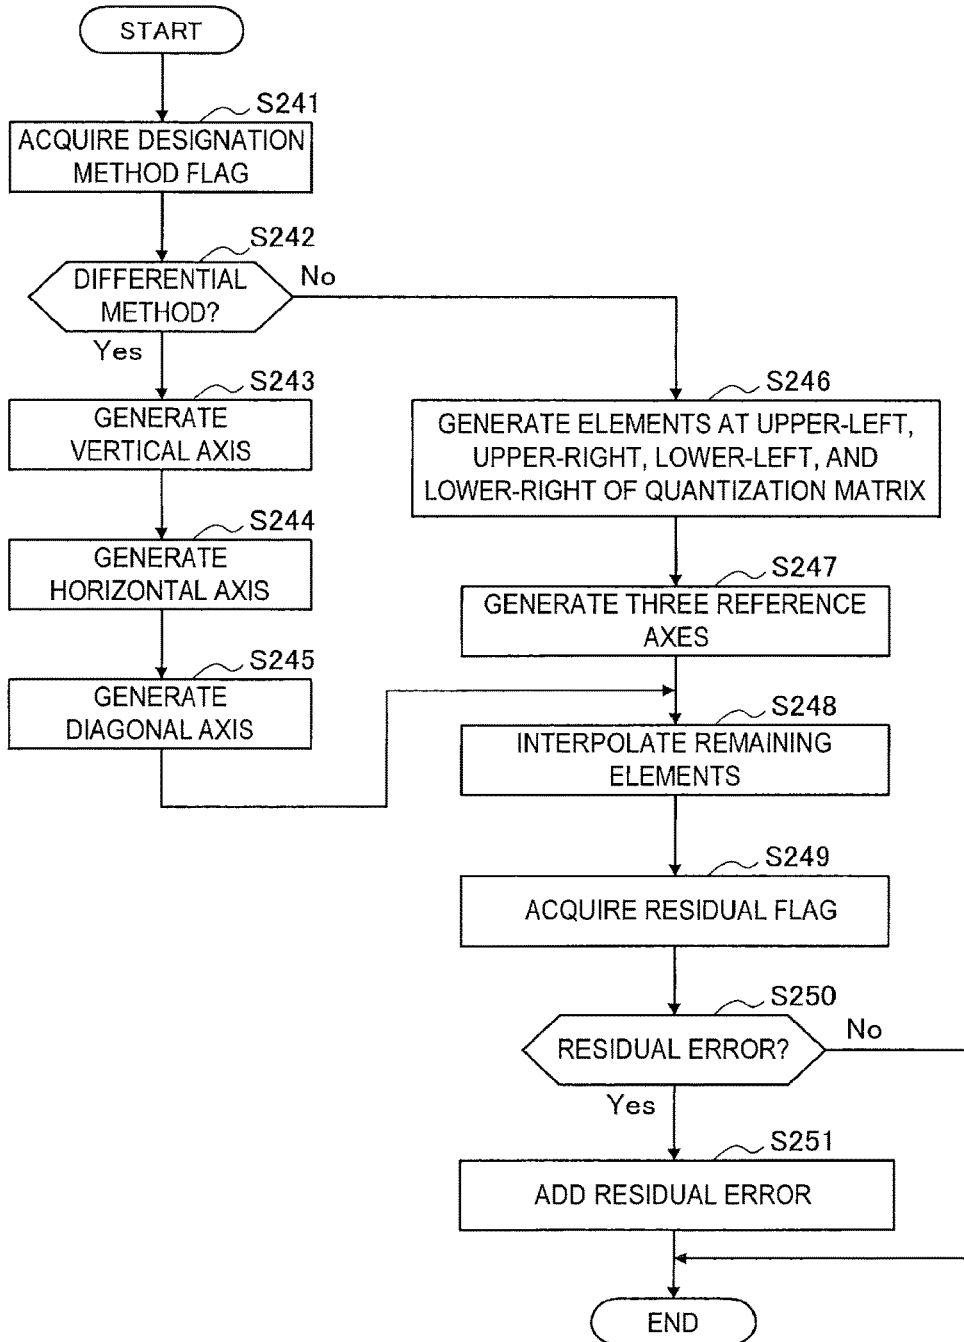 START
S241
ACQUIRE DESIGNATION
METHOD FLAG
S242
DIFFERENTIAL
METHOD?
No
Yes
S243
GENERATE
VERTICAL AXIS
S244
GENERATE
HORIZONTAL AXIS
S245
GENERATE
DIAGONAL AXIS
S246
GENERATE ELEMENTS AT UPPER-LEFT,
UPPER-RIGHT, LOWER-LEFT, AND
LOWER-RIGHT OF QUANTIZATION MATRIX
S247
GENERATE THREE REFERENCE
AXES
S248
INTERPOLATE REMAINING
ELEMENTS
S249
ACQUIRE RESIDUAL FLAG
S250
RESIDUAL ERROR?
No
Yes
S251
ADD RESIDUAL ERROR
END